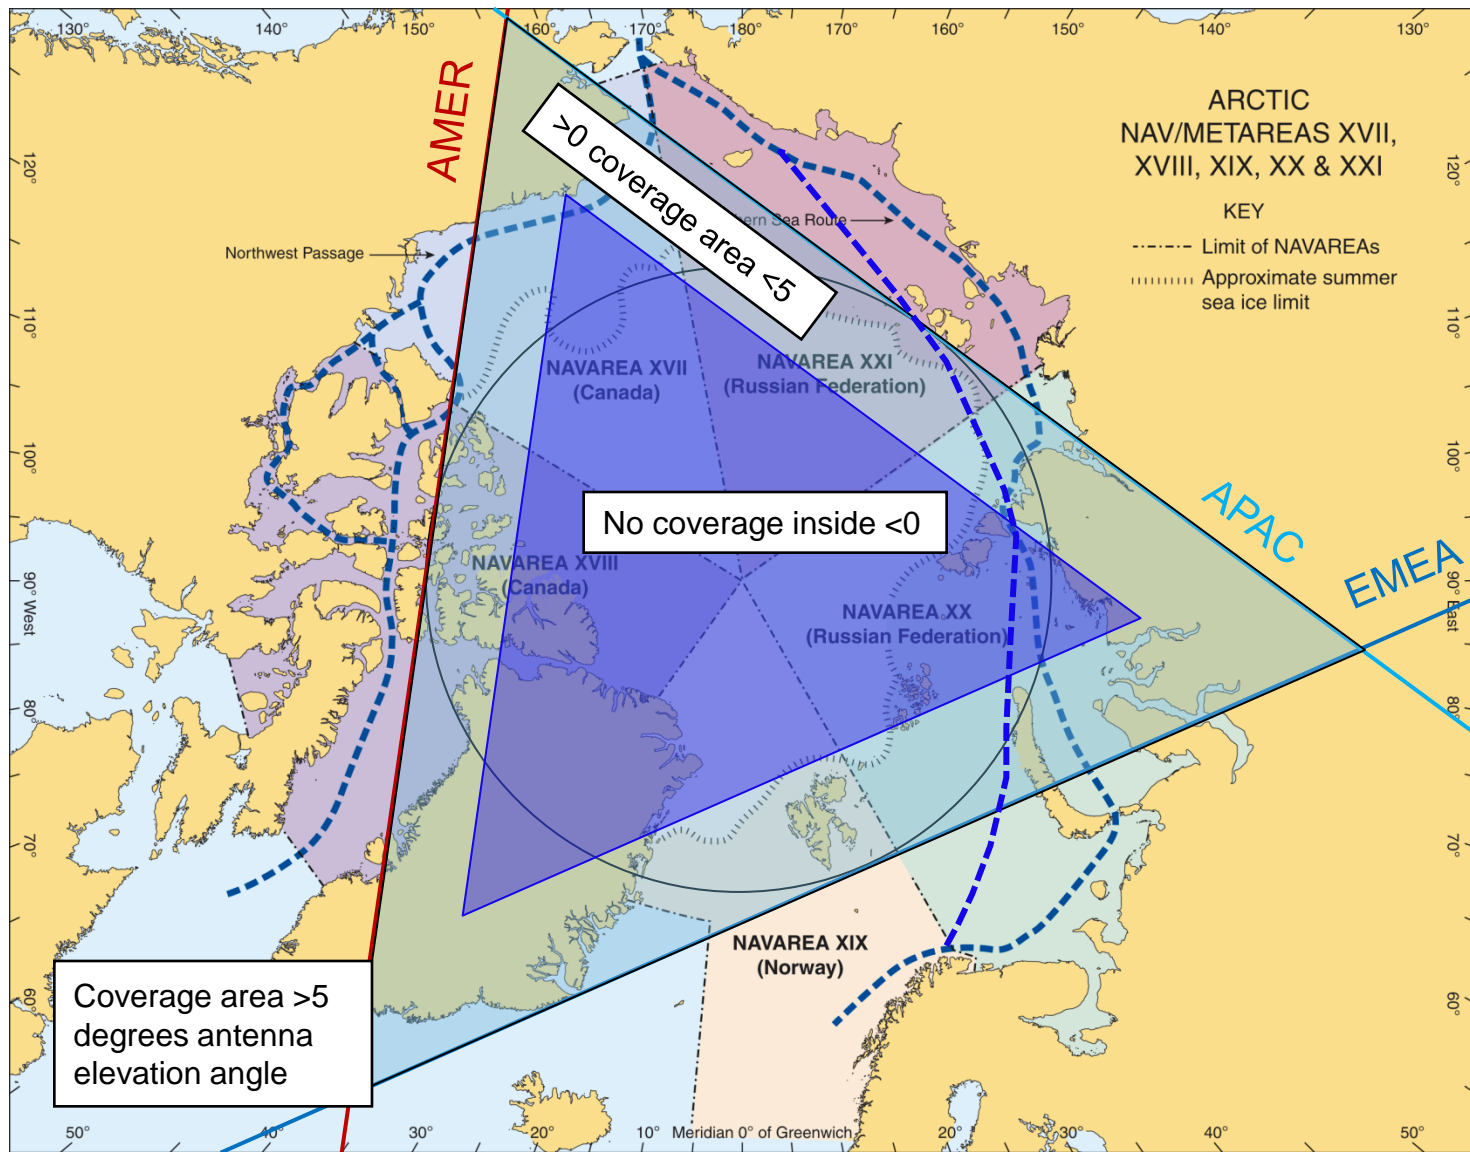 130°
140°
150°
160°
170°
180°
170°
160°
150°
140°
130°
AMER
ARCTIC
NAV/METAREAS XVII,
XVIII, XIX, XX & XXI
KEY
Limit of NAVAREAs
Approximate summer
sea ice limit
120°
120°
>0 coverage area <5
Northwest Passage
Sea Route
110°
110°
NAVAREA XVII
(Canada)
NAVAREA XXI
(Russian Federation)
100°
100°
No coverage inside <0
APAC
EMEA
NAVAREA XVIII
(Canada)
NAVAREA XX
(Russian Federation)
90° West
90° East
80°
80°
70°
70°
NAVAREA XIX
(Norway)
60°
60°
Coverage area >5
degrees antenna
elevation angle
50°
40°
30°
20°
10°
Meridian 0° of Greenwich
20°
30°
40°
50°